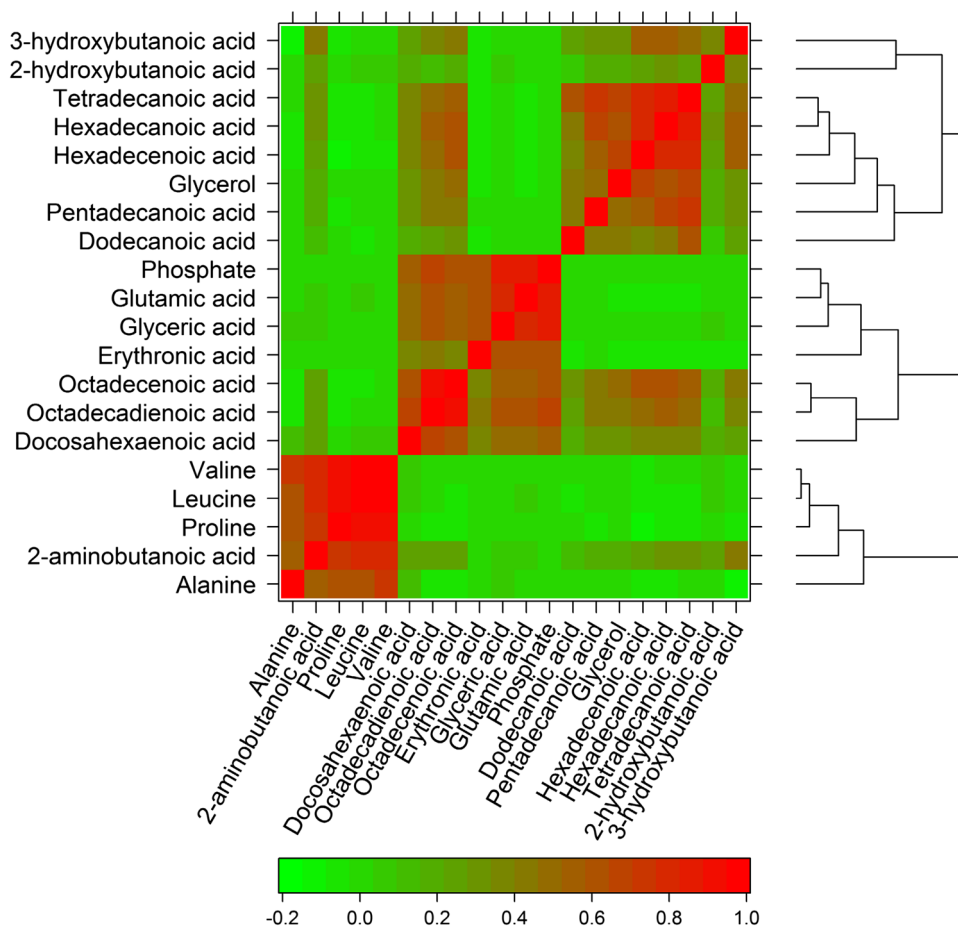 3-hydroxybutanoic acid
2-hydroxybutanoic acid
Tetradecanoic acid
Hexadecanoic acid
Hexadecenoic acid
Glycerol
Pentadecanoic acid
Dodecanoic acid
Phosphate
Glutamic acid
Glyceric acid
Erythronic acid
Octadecenoic acid
Octadecadienoic acid
Docosahexaenoic acid
Valine
Leucine
Proline
2-aminobutanoic acid
Alanine
Alanine
2-aminobutanoic acid
Proline
Leucine
Valine
Docosahexaenoic acid
Octadecadienoic acid
Octadecenoic acid
Erythronic acid
Glyceric acid
Glutamic acid
Phosphate
Dodecanoic acid
Pentadecanoic acid
Glycerol
Hexadecenoic acid
Hexadecanoic acid
Tetradecanoic acid
2-hydroxybutanoic acid
3-hydroxybutanoic acid
-0.2 0.0 0.2 0.4 0.6 0.8 1.0